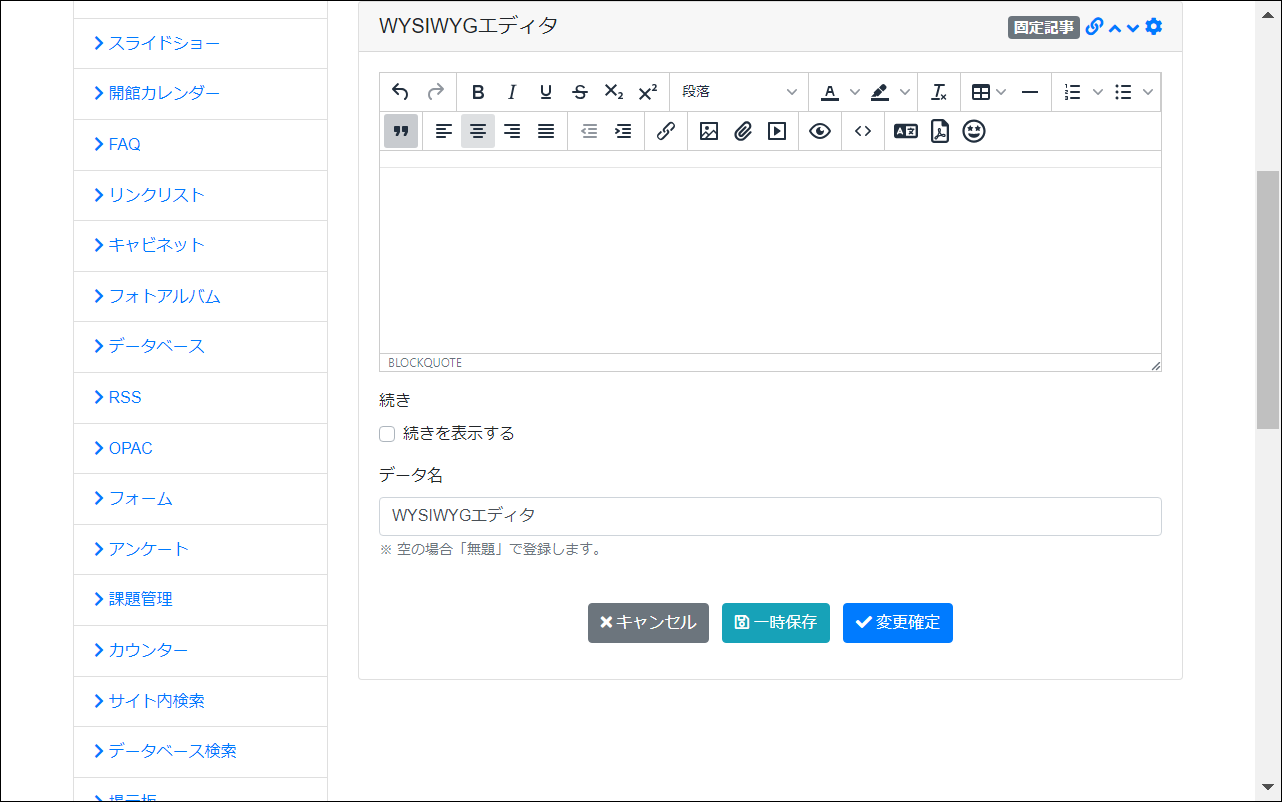 スライドショー
開館カレンダー
FAQ
リンクリスト
キャビネット
フォトアルバム
データベース
RSS
OPAC
フォーム
アンケート
課題管理
カウンター
サイト内検索
データベース検索
掲示板
WYSIWYGエディタ
固定記事
B I U S X₂ X² 段落 A Tx
BLOCKQUOTE
続き
続きを表示する
データ名
WYSIWYGエディタ
※ 空の場合「無題」で登録します。
キャンセル 一時保存 変更確定